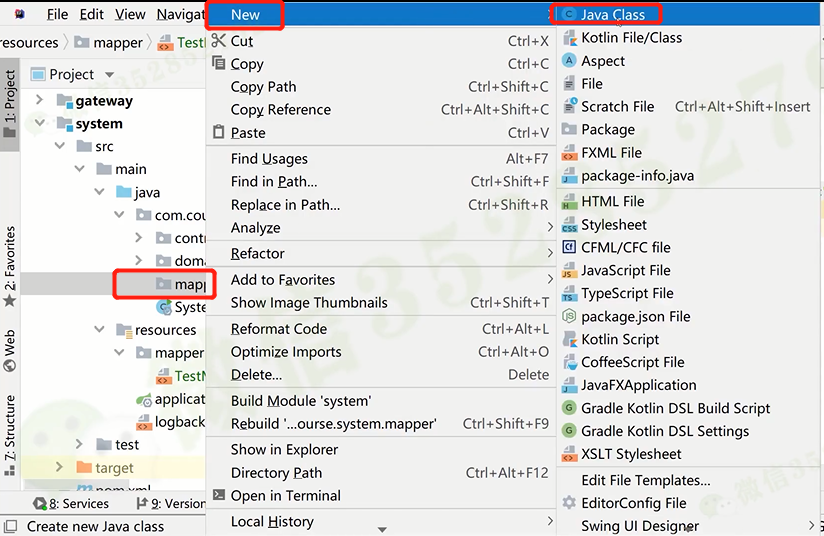 File Edit View Navigat
resources mapper Test
1: Project
2: Favorites
Web
Z: Structure
Project
gateway
system
src
main
java
com.cou
contr
doma
mapp
Syste
resources
mapper
TestM
applicat
logback
test
target
pom.xml
8: Services 9: Version
Create new Java class
New
Cut Ctrl+X
Copy Ctrl+C
Copy Path Ctrl+Shift+C
Copy Reference Ctrl+Alt+Shift+C
Paste Ctrl+V
Find Usages Alt+F7
Find in Path... Ctrl+Shift+F
Replace in Path... Ctrl+Shift+R
Analyze
Refactor
Add to Favorites
Show Image Thumbnails Ctrl+Shift+T
Reformat Code Ctrl+Alt+L
Optimize Imports Ctrl+Alt+O
Delete... Delete
Build Module 'system'
Rebuild '...ourse.system.mapper' Ctrl+Shift+F9
Show in Explorer
Directory Path Ctrl+Alt+F12
Open in Terminal
Local History
Java Class
Kotlin File/Class
Aspect
File
Scratch File Ctrl+Alt+Shift+Insert
Package
FXML File
package-info.java
HTML File
Stylesheet
CFML/CFC file
JavaScript File
TypeScript File
package.json File
Kotlin Script
CoffeeScript File
JavaFXApplication
Gradle Kotlin DSL Build Script
Gradle Kotlin DSL Settings
XSLT Stylesheet
Edit File Templates...
EditorConfig File
Swing UI Designer